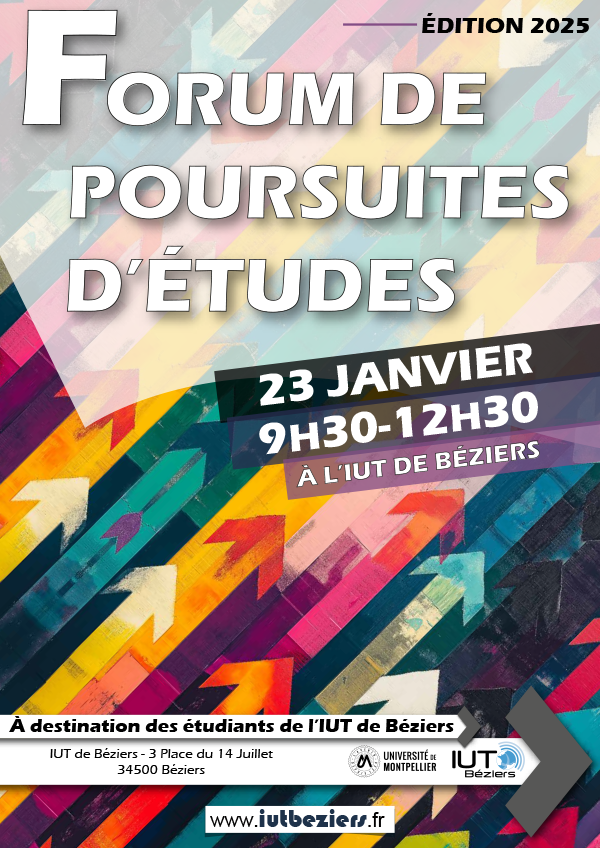 ÉDITION 2025
FORUM DE
POURSUITES
D'ÉTUDES
23 JANVIER
9H30-12H30
À L'IUT DE BÉZIERS
À destination des étudiants de l'IUT de Béziers
IUT de Béziers - 3 Place du 14 Juillet
34500 Béziers
UNIVERSITÉ DE
MONTPELLIER
IUT
Béziers
www.iutbeziers.fr